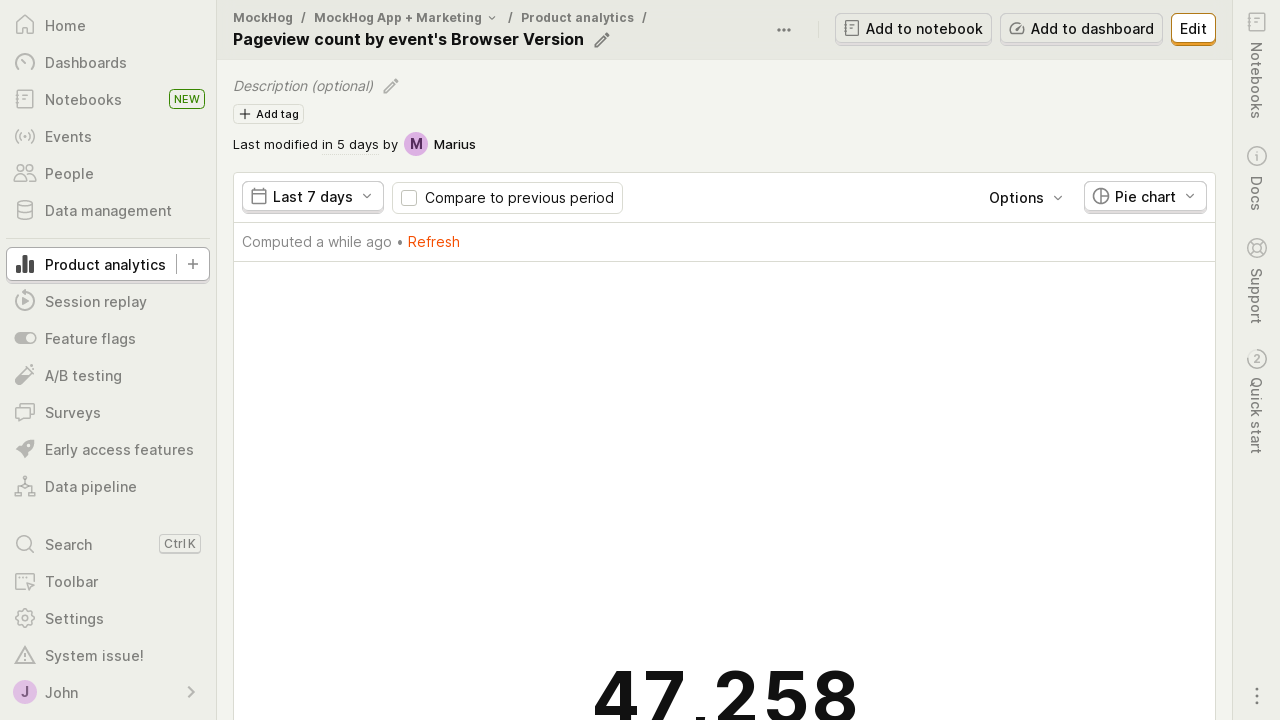 Home
Dashboards
Notebooks
NEW
Events
People
Data management
Product analytics
Session replay
Feature flags
A/B testing
Surveys
Early access features
Data pipeline
Search
Ctrl K
Toolbar
Settings
System issue!
J
John
MockHog / MockHog App + Marketing / Product analytics /
Pageview count by event's Browser Version
Add to notebook
Add to dashboard
Edit
Description (optional)
Add tag
Last modified in 5 days by M Marius
Last 7 days
Compare to previous period
Options
Pie chart
Computed a while ago • Refresh
47,258
Notebooks
Docs
Support
2
Quick start